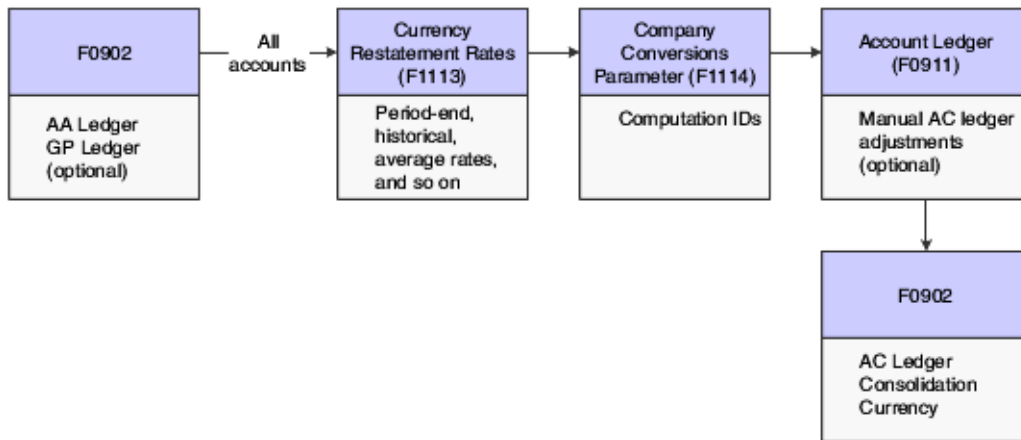 F0902
AA Ledger
GP Ledger
(optional)
All
accounts
Currency
Restatement Rates
(F1113)
Period-end,
historical,
average rates,
and so on
Company
Conversions
Parameter (F1114)
Computation IDs
Account Ledger
(F0911)
Manual AC ledger
adjustments
(optional)
F0902
AC Ledger
Consolidation
Currency